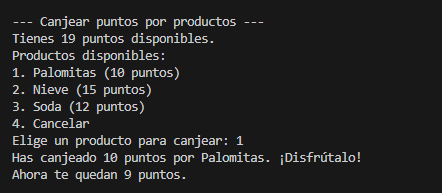 --- Canjear puntos por productos ---
Tienes 19 puntos disponibles.
Productos disponibles:
1. Palomitas (10 puntos)
2. Nieve (15 puntos)
3. Soda (12 puntos)
4. Cancelar
Elige un producto para canjear: 1
Has canjeado 10 puntos por Palomitas. ¡Disfrútalo!
Ahora te quedan 9 puntos.